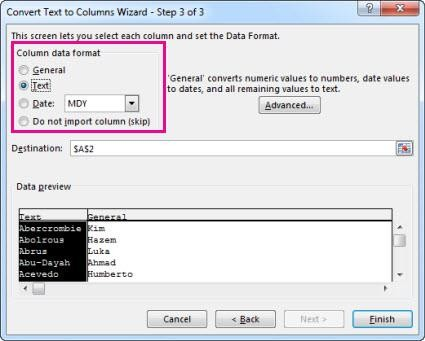 Convert Text to Columns Wizard - Step 3 of 3
This screen lets you select each column and set the Data Format.
Column data format
General
Text
Date: MDY
Do not import column (skip)
'General' converts numeric values to numbers, date values
to dates, and all remaining values to text.
Advanced...
Destination: $A$2
Data preview
Text General
Abercrombie Kim
Abolrous Hazem
Abrus Luka
Abu-Dayah Ahmad
Acevedo Humberto
Cancel < Back Next > Finish